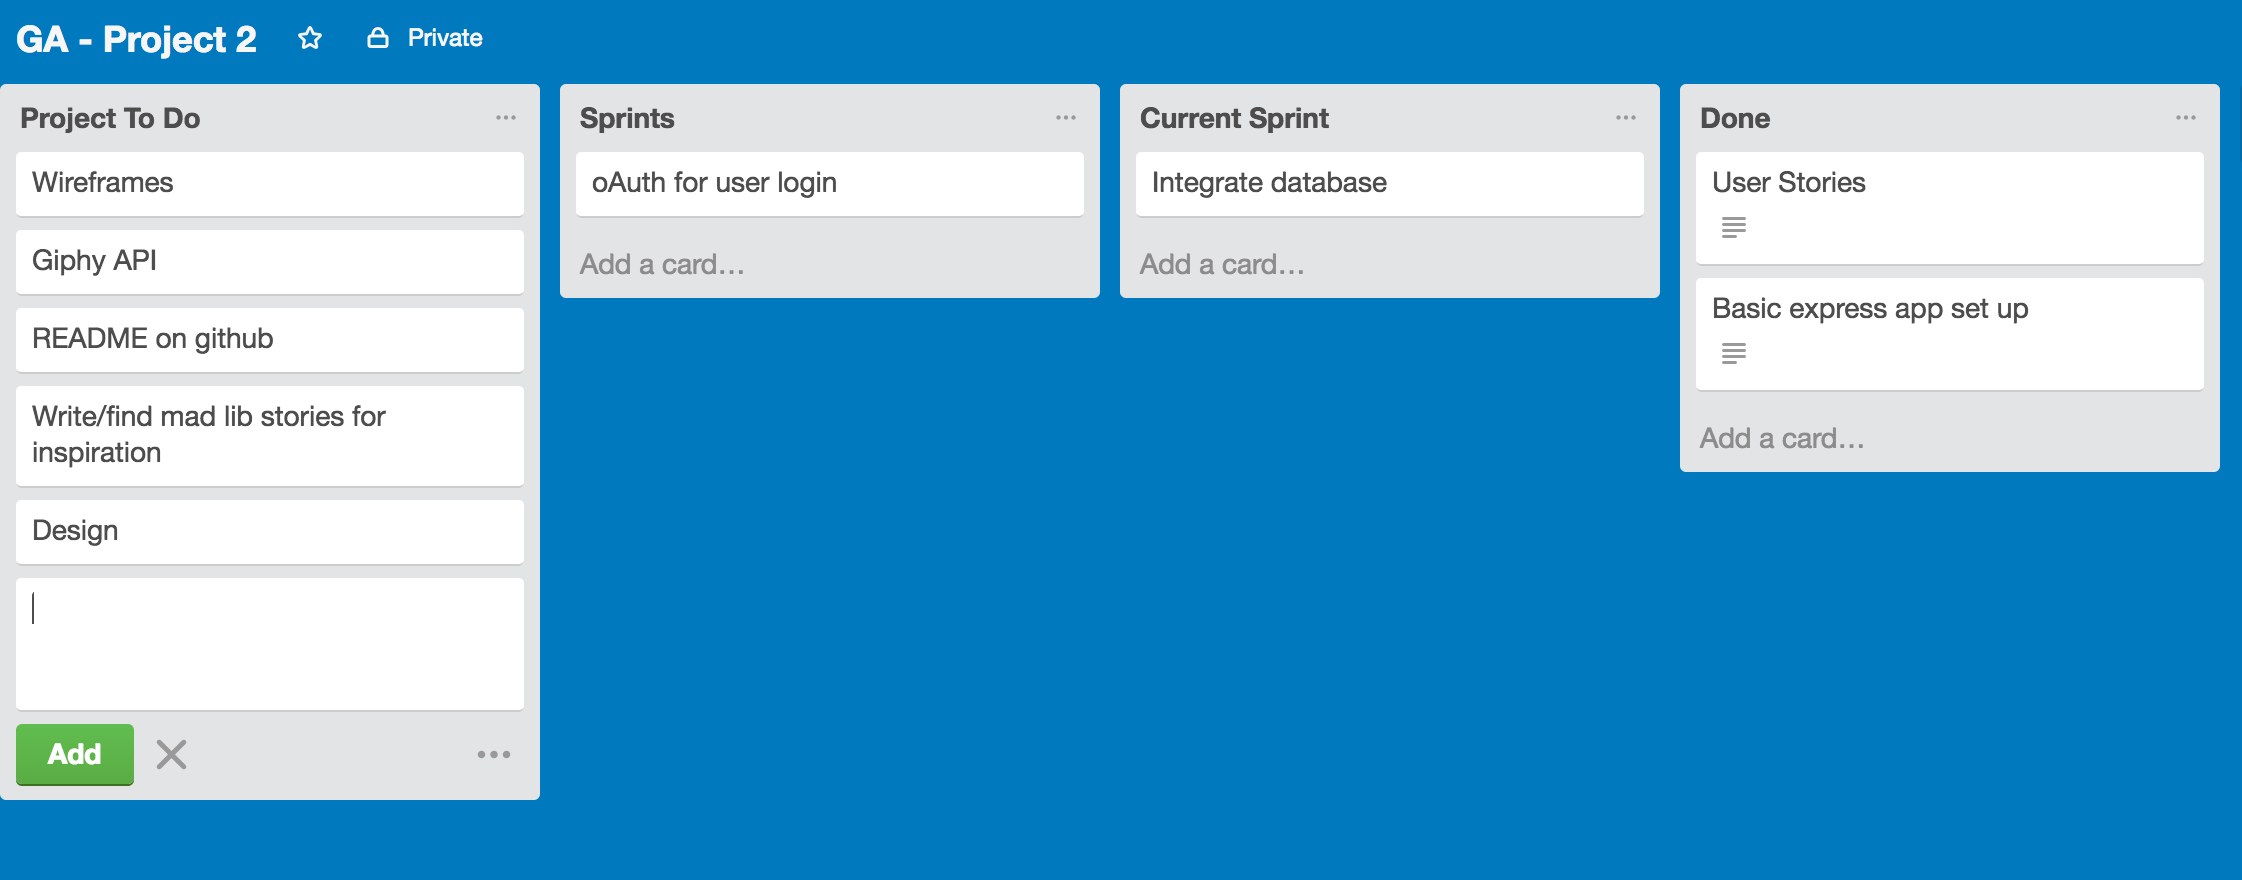 GA - Project 2
Private
Project To Do
Wireframes
Giphy API
README on github
Write/find mad lib stories for
inspiration
Design
Add
Sprints
oAuth for user login
Add a card…
Current Sprint
Integrate database
Add a card…
Done
User Stories
Basic express app set up
Add a card…